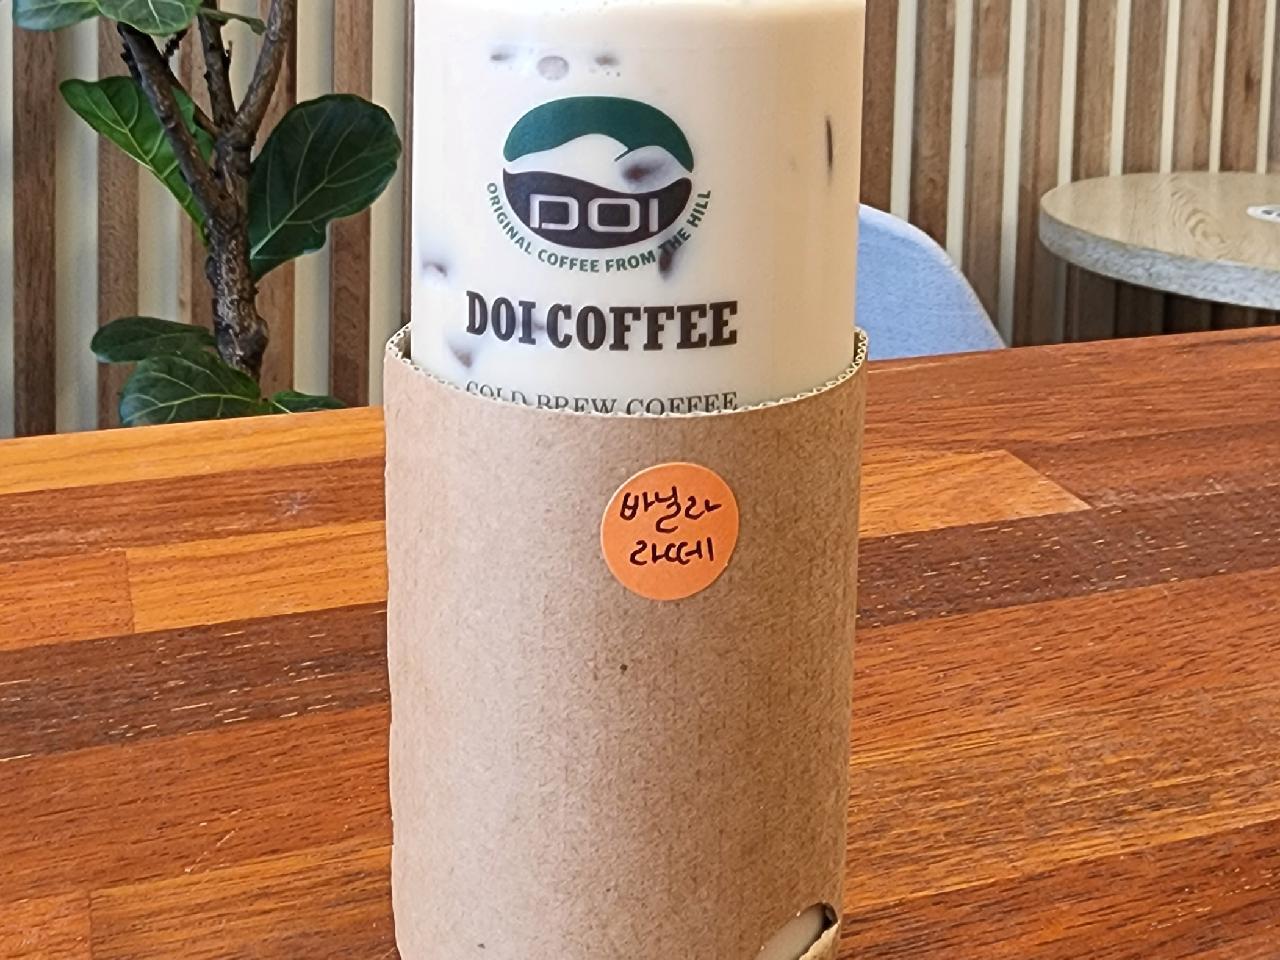 DOI
ORIGINAL COFFEE FROM THE HILL
DOI COFFEE
COLD BREW COFFEE
바닐라
라떼